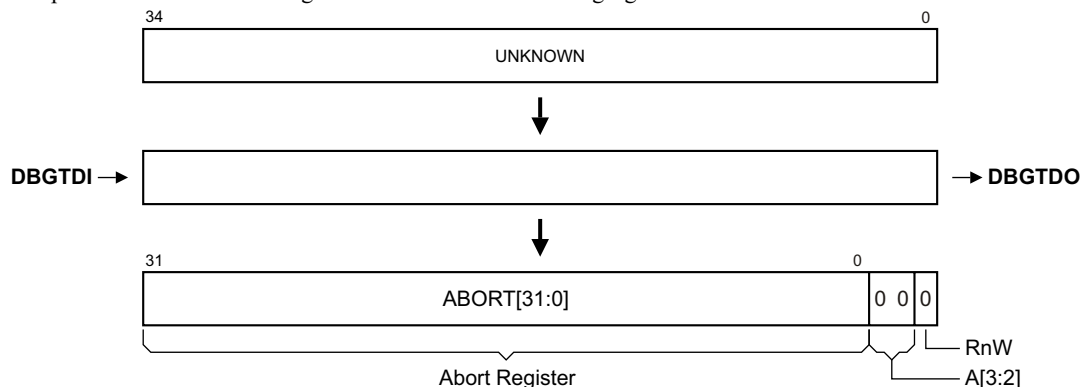 34 0
UNKNOWN
DBGTDI DBGTDO
31 0
ABORT[31:0] 0 0 0
RnW
Abort Register A[3:2]